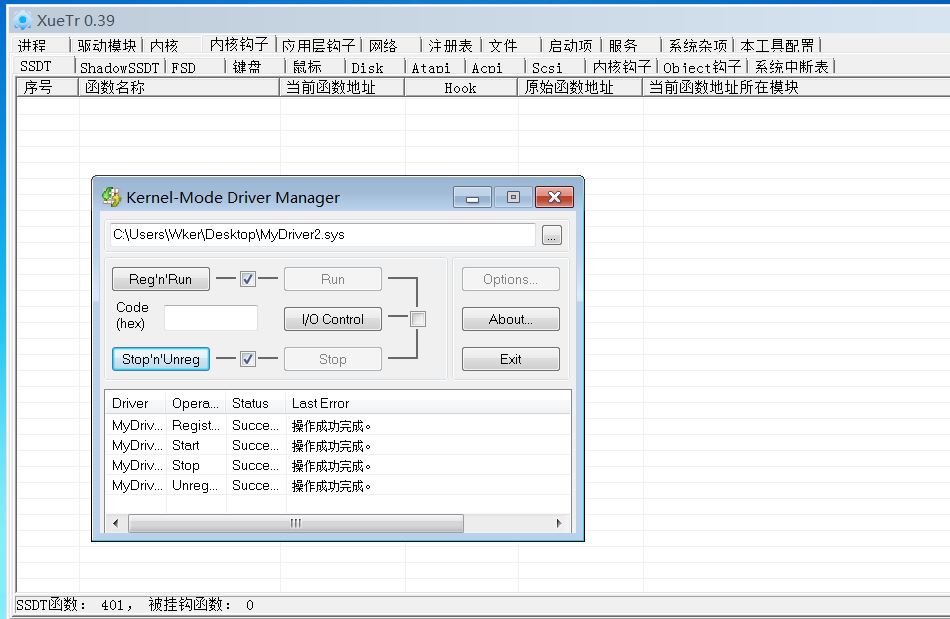 XueTr 0.39
进程 驱动模块 内核 内核钩子 应用层钩子 网络 注册表 文件 启动项 服务 系统杂项 本工具配置
SSDT ShadowSSDT FSD 键盘 鼠标 Disk Atapi Acpi Scsi 内核钩子 Object钩子 系统中断表
序号 函数名称 当前函数地址 Hook 原始函数地址 当前函数地址所在模块
Kernel-Mode Driver Manager
C:\Users\Wker\Desktop\MyDriver2.sys ...
Reg'n'Run Run Options...
Code
(hex) I/O Control About...
Stop'n'Unreg Stop Exit
Driver Opera... Status Last Error
MyDriv... Regist... Succe... 操作成功完成。
MyDriv... Start Succe... 操作成功完成。
MyDriv... Stop Succe... 操作成功完成。
MyDriv... Unreg... Succe... 操作成功完成。
SSDT函数： 401， 被挂钩函数： 0